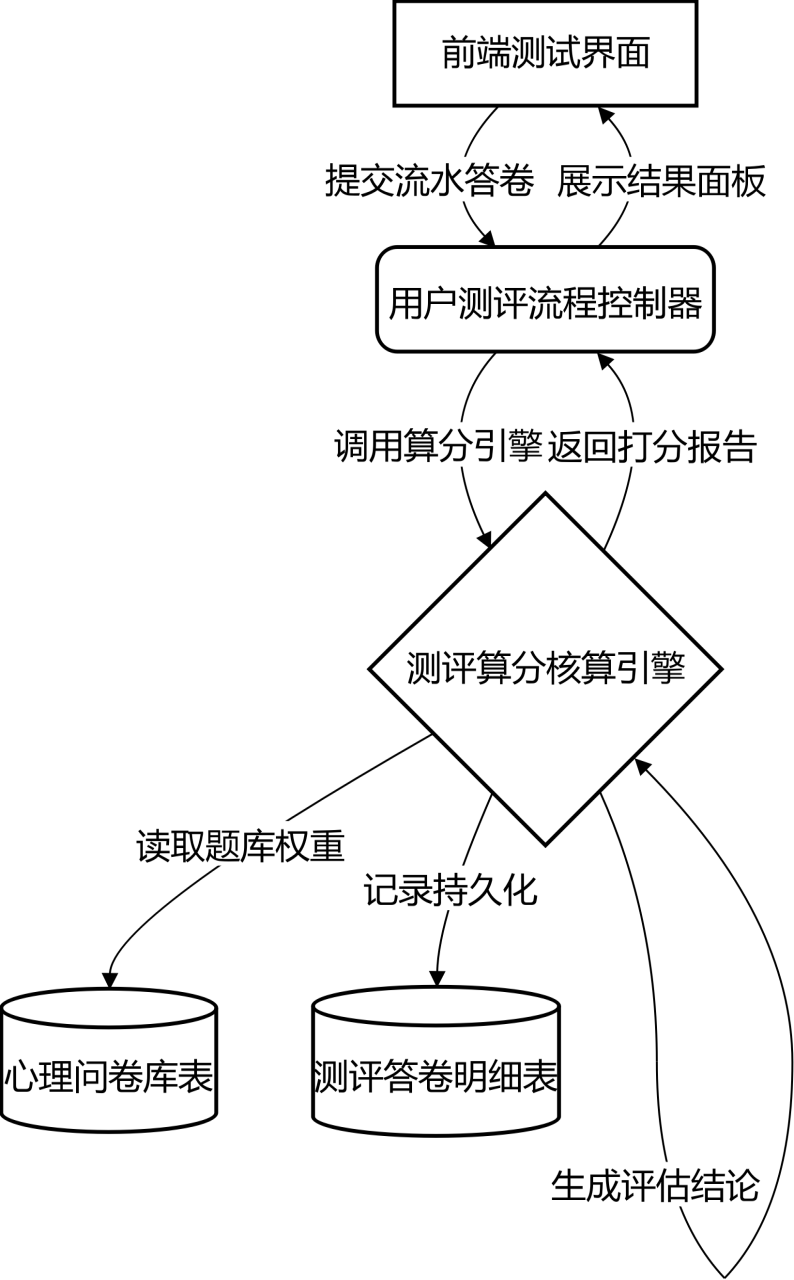 前端测试界面
提交流水答卷
展示结果面板
用户测评流程控制器
调用算分引擎
返回打分报告
测评算分核算引擎
读取题库权重
记录持久化
心理问卷库表
测评答卷明细表
生成评估结论